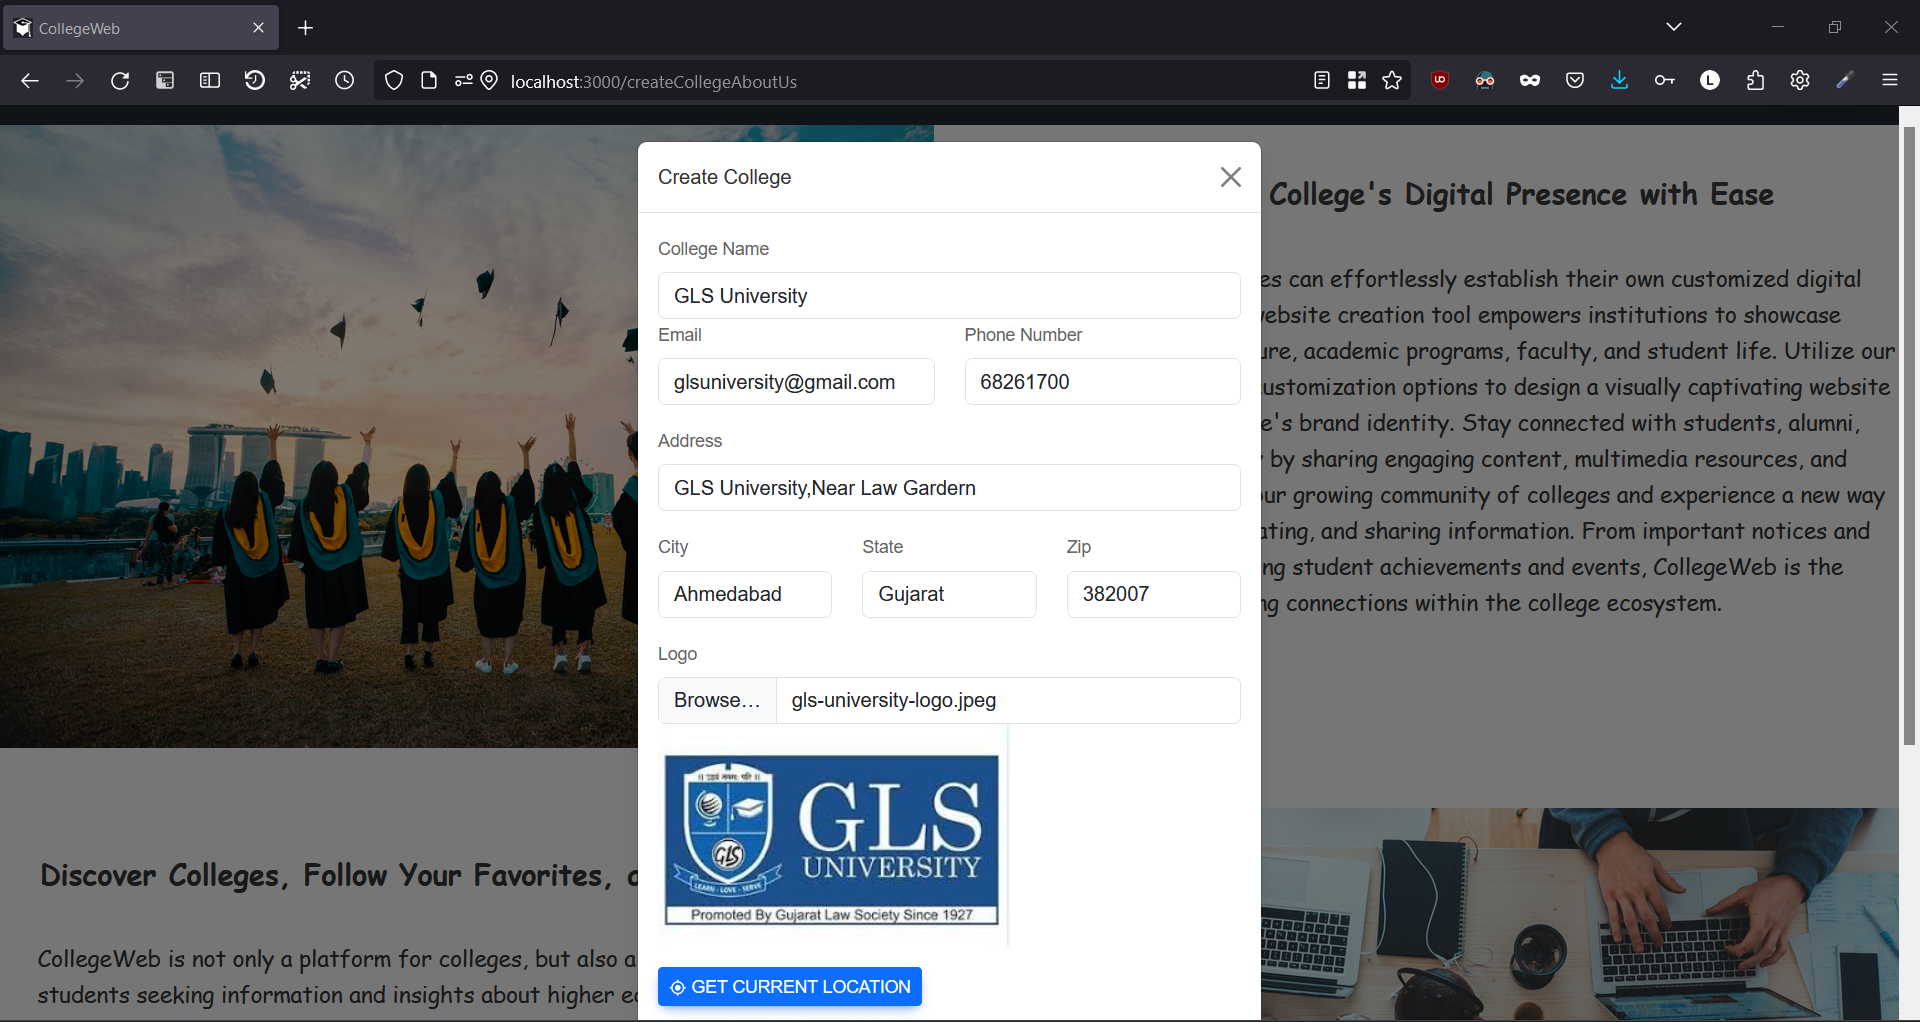 CollegeWeb
localhost:3000/createCollegeAboutUs
Create College
College Name
GLS University
Email
Phone Number
glsuniversity@gmail.com
68261700
Address
GLS University,Near Law Gardern
City
State
Zip
Ahmedabad
Gujarat
382007
Logo
Browse...
gls-university-logo.jpeg
GLS
UNIVERSITY
GLS
LEARN - LOVE - SERVE
Promoted By Gujarat Law Society Since 1927
GET CURRENT LOCATION
College's Digital Presence with Ease
es can effortlessly establish their own customized digital
ebsite creation tool empowers institutions to showcase
ure, academic programs, faculty, and student life. Utilize our
ustomization options to design a visually captivating website
e's brand identity. Stay connected with students, alumni,
by sharing engaging content, multimedia resources, and
ur growing community of colleges and experience a new way
ating, and sharing information. From important notices and
ng student achievements and events, CollegeWeb is the
ng connections within the college ecosystem.
Discover Colleges, Follow Your Favorites,
CollegeWeb is not only a platform for colleges, but also a
students seeking information and insights about higher e